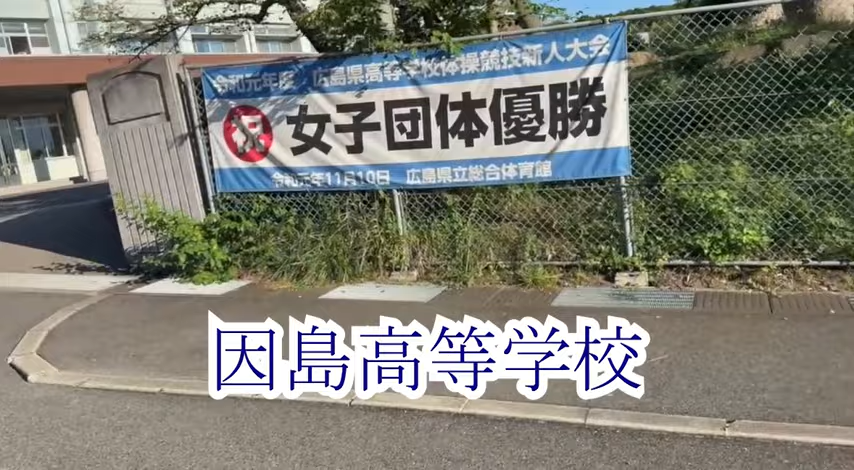 令和元年度 広島県高等学校体操競技新人大会
祝 女子団体優勝
令和元年11月10日 広島県立総合体育館
因島高等学校